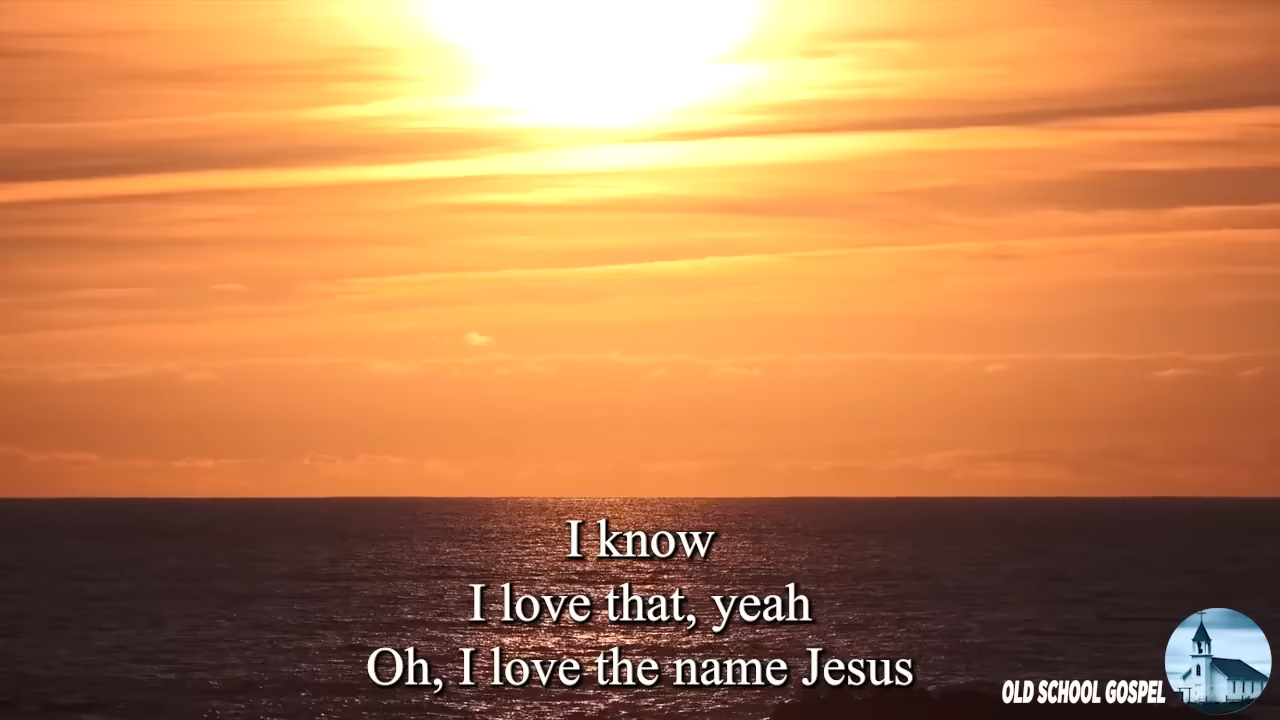 I know
I love that, yeah
Oh, I love the name Jesus
OLD SCHOOL GOSPEL